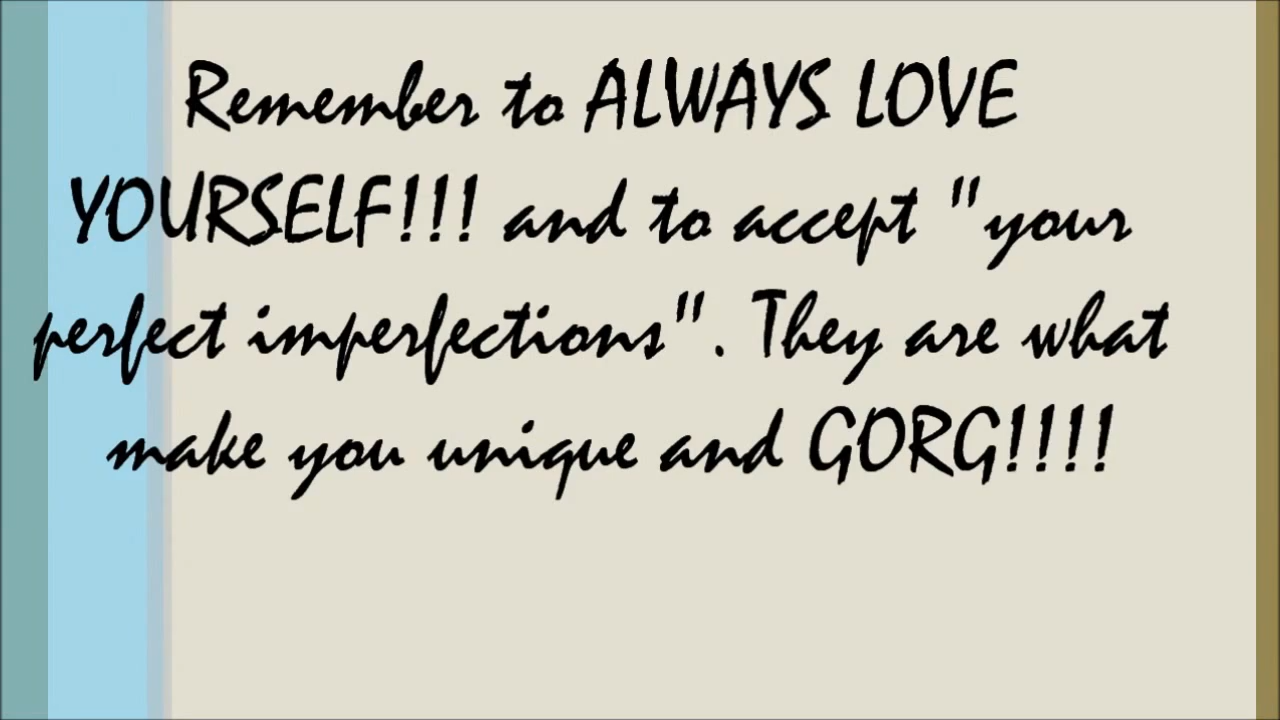 Remember to ALWAYS LOVE
YOURSELF!!! and to accept "your
perfect imperfections". They are what
make you unique and GORG!!!!